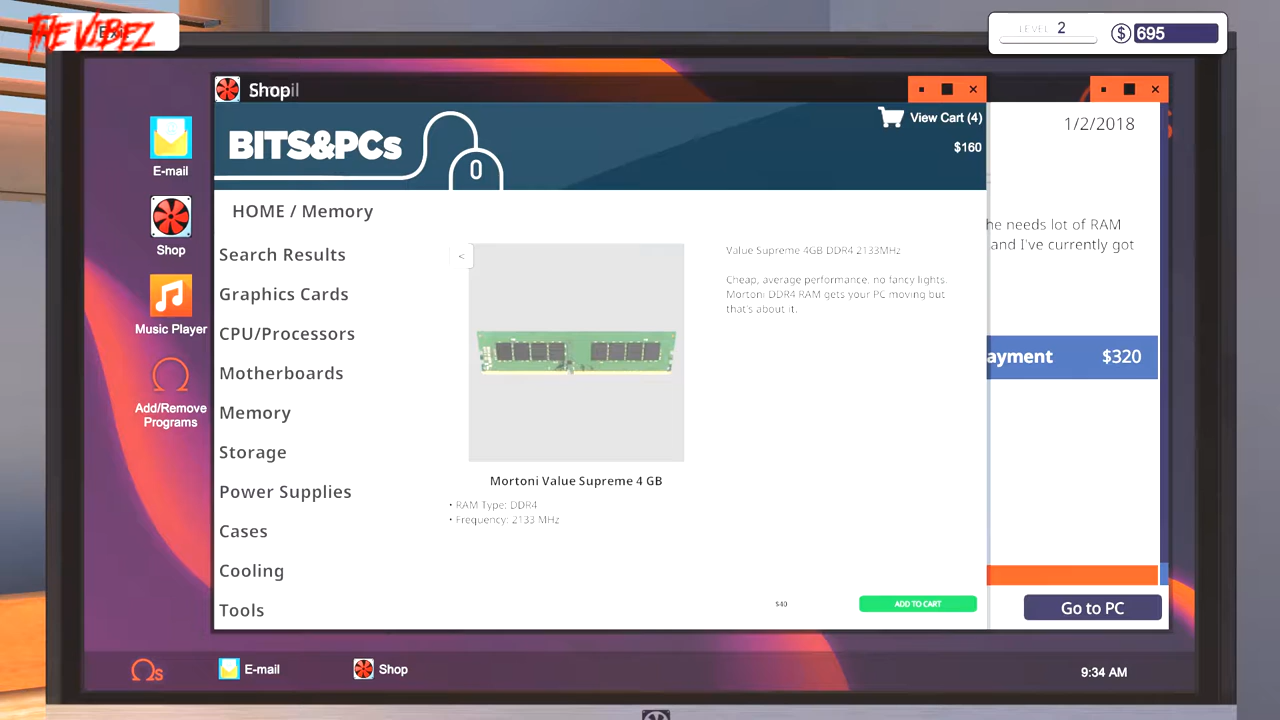 THE VIBEZ
LEVEL 2
$ 695
Shop
BITS&PCs
View Cart (4)
$160
1/2/2018
E-mail
Shop
Music Player
Add/Remove
Programs
HOME / Memory
Search Results
Graphics Cards
CPU/Processors
Motherboards
Memory
Storage
Power Supplies
Cases
Cooling
Tools
<
Value Supreme 4GB DDR4 2133MHz
Cheap, average performance, no fancy lights.
Mortoni DDR4 RAM gets your PC moving but
that's about it.
Mortoni Value Supreme 4 GB
• RAM Type: DDR4
• Frequency: 2133 MHz
$40
ADD TO CART
he needs lot of RAM
and I've currently got
ayment $320
Go to PC
Ωs
E-mail
Shop
9:34 AM